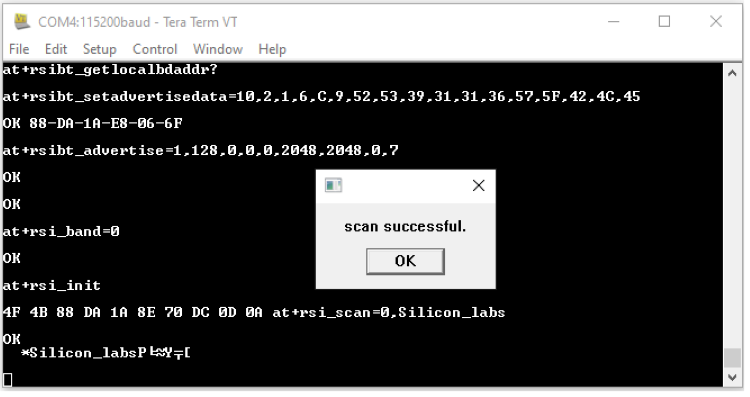 COM4:115200baud - Tera Term VT
File Edit Setup Control Window Help
at+rsibt_getlocalbdaddr?
at+rsibt_setadvertisedata=10,2,1,6,C,9,52,53,39,31,31,36,57,5F,42,4C,45
OK 88-DA-1A-E8-06-6F
at+rsibt_advertise=1,128,0,0,0,2048,2048,0,7
OK
OK
at+rsi_band=0
OK
at+rsi_init
4F 4B 88 DA 1A 8E 70 DC 0D 0A at+rsi_scan=0,Silicon_labs
OK
*Silicon_labsP╘≈Y╤[
scan successful.
OK